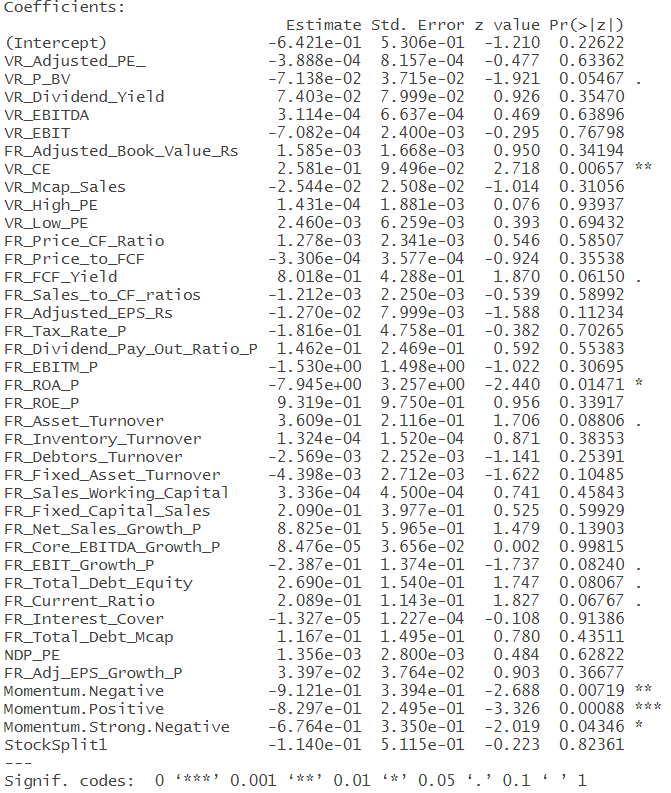 Coefficients:
Estimate Std. Error z value Pr(>|z|)
(Intercept) -6.421e-01 5.306e-01 -1.210 0.22622
VR_Adjusted_PE_ -3.888e-04 8.157e-04 -0.477 0.63362
VR_P_BV -7.138e-02 3.715e-02 -1.921 0.05467 .
VR_Dividend_Yield 7.403e-02 7.999e-02 0.926 0.35470
VR_EBITDA 3.114e-04 6.637e-04 0.469 0.63896
VR_EBIT -7.082e-04 2.400e-03 -0.295 0.76798
FR_Adjusted_Book_Value_Rs 1.585e-03 1.668e-03 0.950 0.34194
VR_CE 2.581e-01 9.496e-02 2.718 0.00657 **
VR_Mcap_Sales -2.544e-02 2.508e-02 -1.014 0.31056
VR_High_PE 1.431e-04 1.881e-03 0.076 0.93937
VR_Low_PE 2.460e-03 6.259e-03 0.393 0.69432
FR_Price_CF_Ratio 1.278e-03 2.341e-03 0.546 0.58507
FR_Price_to_FCF -3.306e-04 3.577e-04 -0.924 0.35538
FR_FCF_Yield 8.018e-01 4.288e-01 1.870 0.06150 .
FR_Sales_to_CF_ratios -1.212e-03 2.250e-03 -0.539 0.58992
FR_Adjusted_EPS_Rs -1.270e-02 7.999e-03 -1.588 0.11234
FR_Tax_Rate_P -1.816e-01 4.758e-01 -0.382 0.70265
FR_Dividend_Pay_Out_Ratio_P 1.462e-01 2.469e-01 0.592 0.55383
FR_EBITM_P -1.530e+00 1.498e+00 -1.022 0.30695
FR_ROA_P -7.945e+00 3.257e+00 -2.440 0.01471 *
FR_ROE_P 9.319e-01 9.750e-01 0.956 0.33917
FR_Asset_Turnover 3.609e-01 2.116e-01 1.706 0.08806 .
FR_Inventory_Turnover 1.324e-04 1.520e-04 0.871 0.38353
FR_Debtors_Turnover -2.569e-03 2.252e-03 -1.141 0.25391
FR_Fixed_Asset_Turnover -4.398e-03 2.712e-03 -1.622 0.10485
FR_Sales_Working_Capital 3.336e-04 4.500e-04 0.741 0.45843
FR_Fixed_Capital_Sales 2.090e-01 3.977e-01 0.525 0.59929
FR_Net_Sales_Growth_P 8.825e-01 5.965e-01 1.479 0.13903
FR_Core_EBITDA_Growth_P 8.476e-05 3.656e-02 0.002 0.99815
FR_EBIT_Growth_P -2.387e-01 1.374e-01 -1.737 0.08240 .
FR_Total_Debt_Equity 2.690e-01 1.540e-01 1.747 0.08067 .
FR_Current_Ratio 2.089e-01 1.143e-01 1.827 0.06767 .
FR_Interest_Cover -1.327e-05 1.227e-04 -0.108 0.91386
FR_Total_Debt_Mcap 1.167e-01 1.495e-01 0.780 0.43511
NDP_PE 1.356e-03 2.800e-03 0.484 0.62822
FR_Adj_EPS_Growth_P 3.397e-02 3.764e-02 0.903 0.36677
Momentum.Negative -9.121e-01 3.394e-01 -2.688 0.00719 **
Momentum.Positive -8.297e-01 2.495e-01 -3.326 0.00088 ***
Momentum.Strong.Negative -6.764e-01 3.350e-01 -2.019 0.04346 *
StockSplit1 -1.140e-01 5.115e-01 -0.223 0.82361
---
Signif. codes: 0 ‘***’ 0.001 ‘**’ 0.01 ‘*’ 0.05 ‘.’ 0.1 ‘ ’ 1